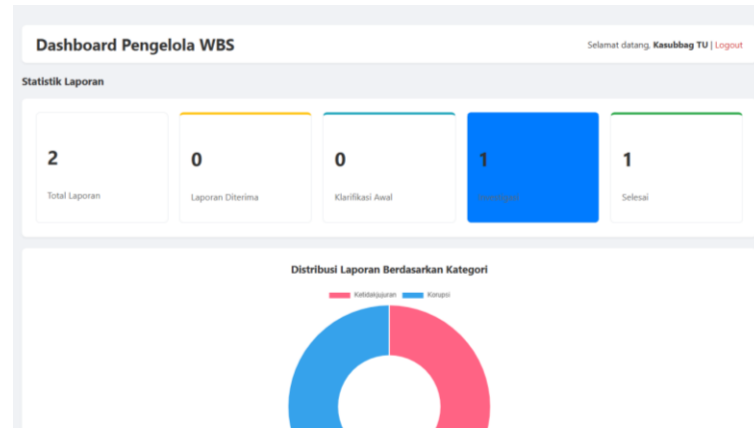 Dashboard Pengelola WBS
Selamat datang, Kasubbag TU | Logout
Statistik Laporan
2
Total Laporan
0
Laporan Diterima
0
Klarifikasi Awal
1
1
Selesai
Distribusi Laporan Berdasarkan Kategori
Ketidakjujuran
Korupsi